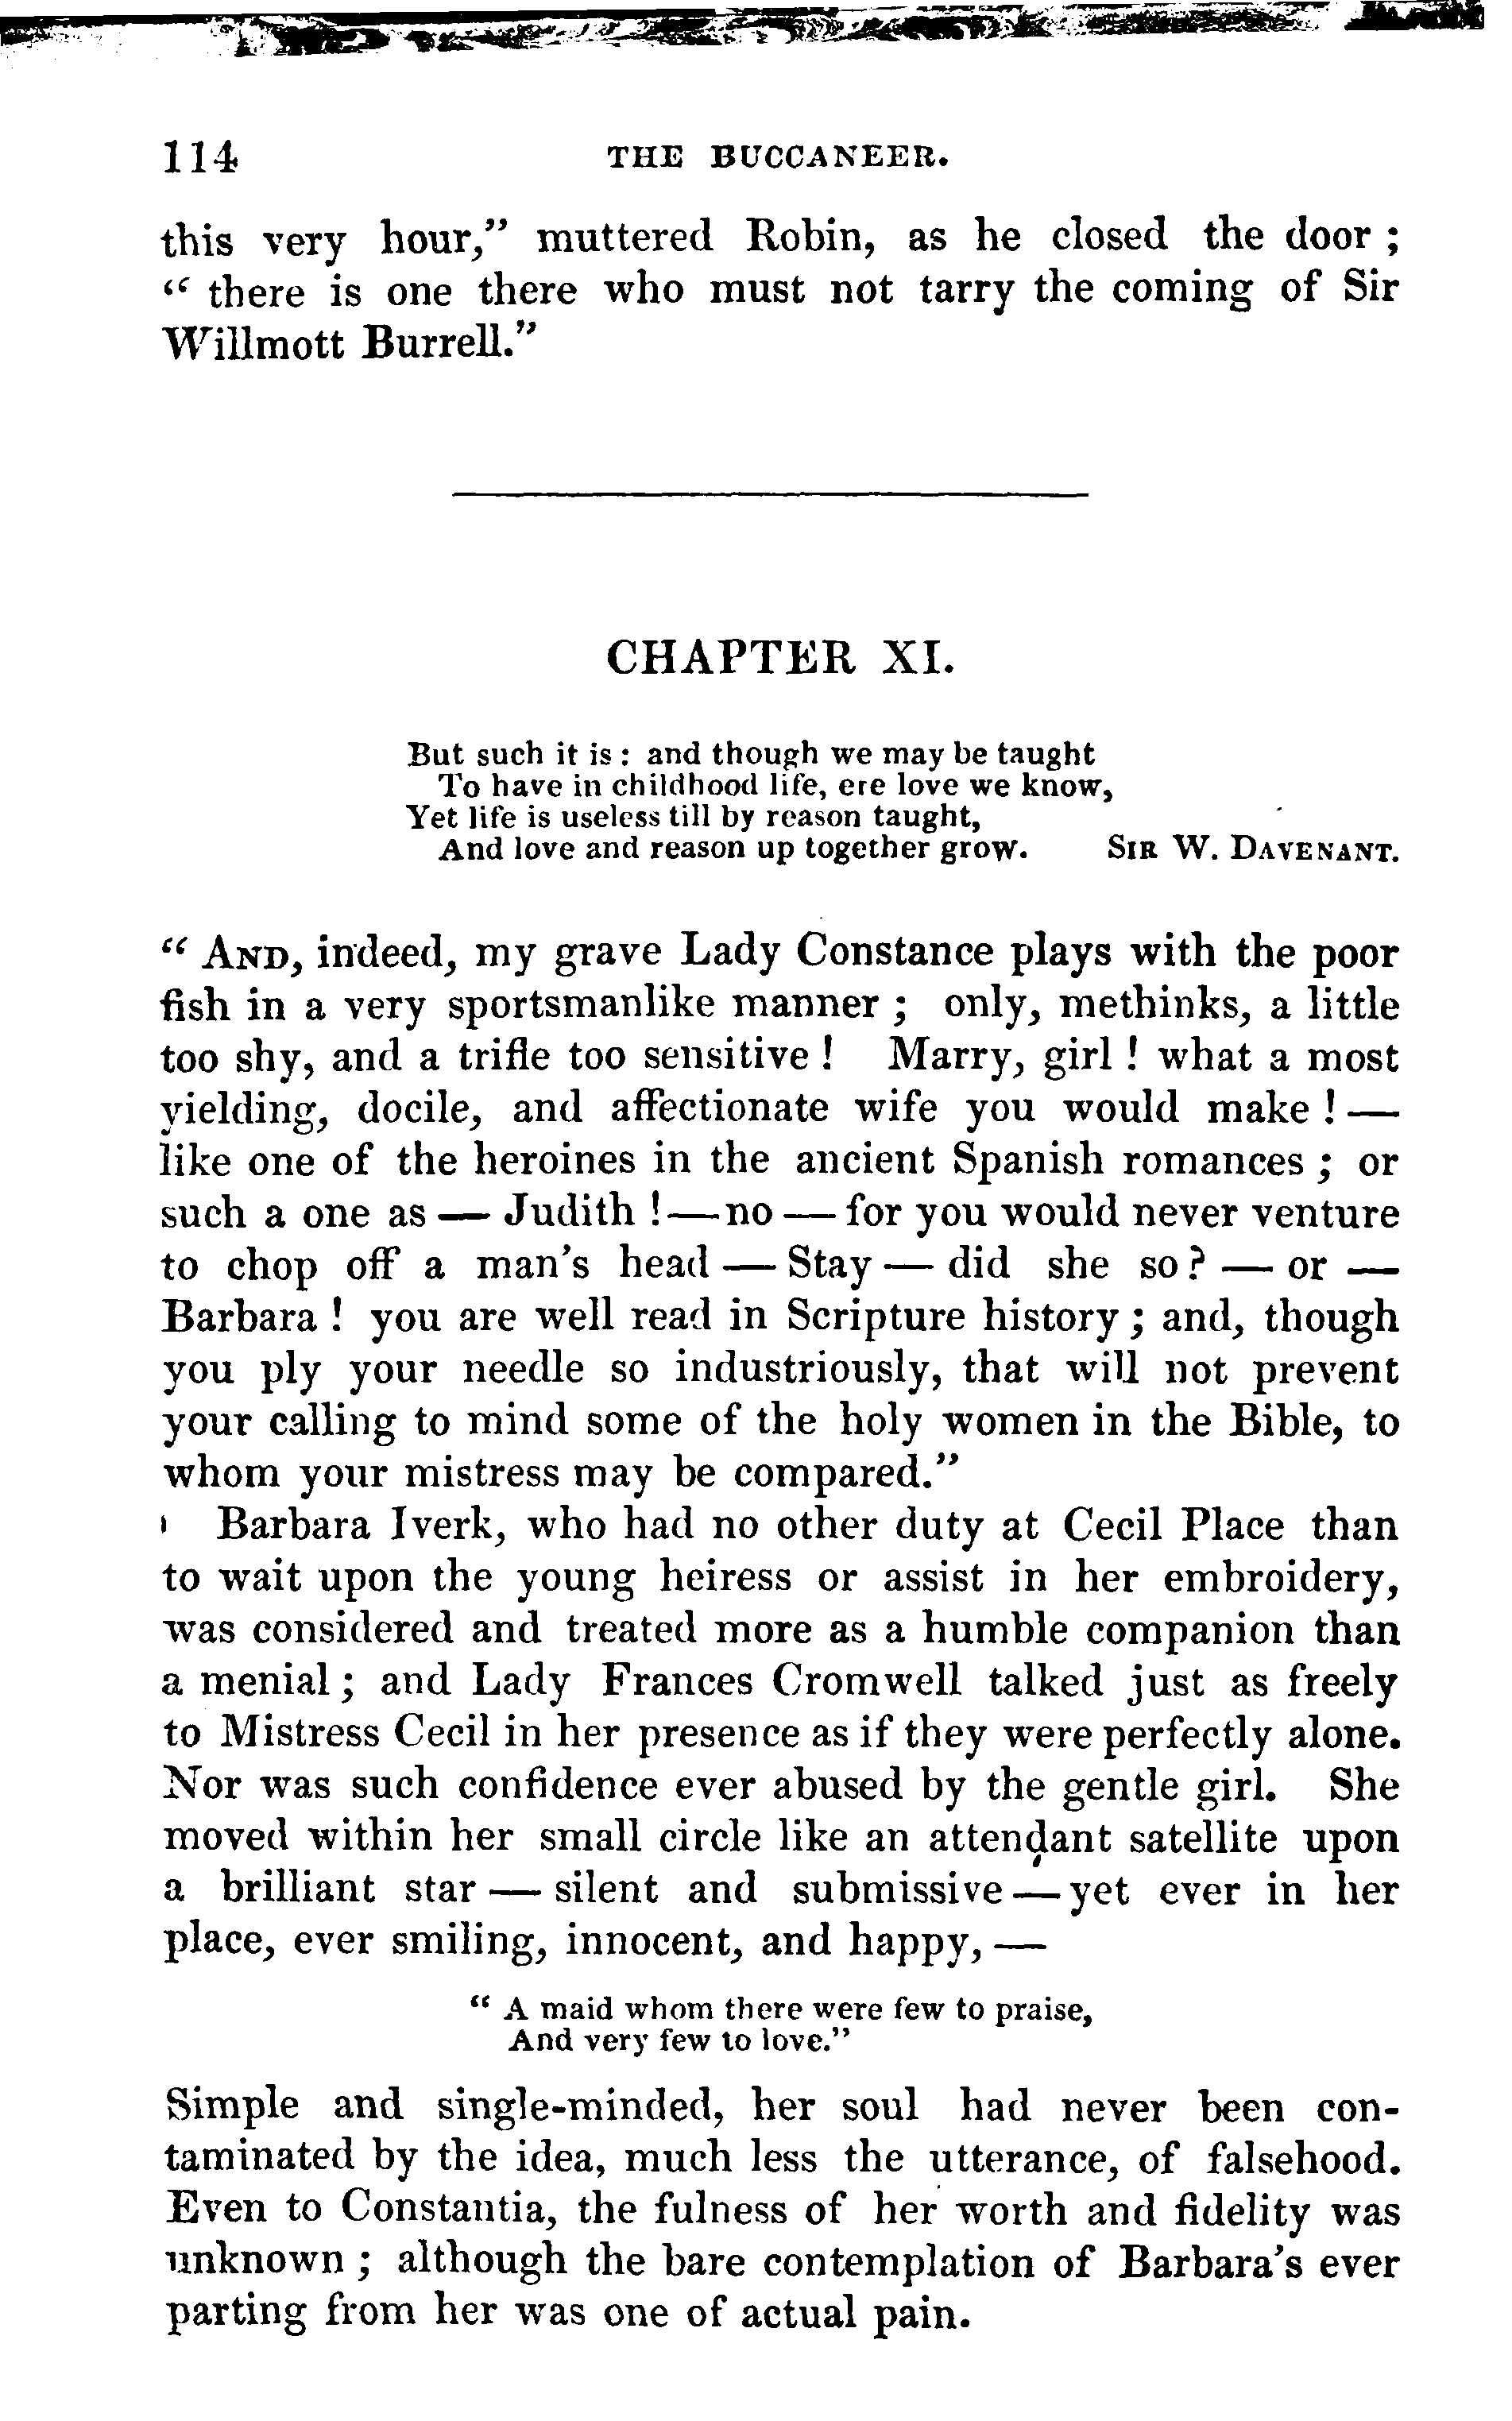 114 THE BUCCANEER.
this very hour,” muttered Robin, as he closed the door ;
“ there is one there who must not tarry the coming of Sir
Willmott Burrell.”
CHAPTER XI.
But such it is : and though we may be taught
To have in childhood life, ere love we know,
Yet life is useless till by reason taught,
And love and reason up together grow. SIR W. DAVENANT.
“ AND, indeed, my grave Lady Constance plays with the poor
fish in a very sportsmanlike manner ; only, methinks, a little
too shy, and a trifle too sensitive ! Marry, girl ! what a most
yielding, docile, and affectionate wife you would make ! —
like one of the heroines in the ancient Spanish romances ; or
such a one as — Judith ! — no — for you would never venture
to chop off a man's head — Stay — did she so ? — or —
Barbara ! you are well read in Scripture history ; and, though
you ply your needle so industriously, that will not prevent
your calling to mind some of the holy women in the Bible, to
whom your mistress may be compared.”
Barbara Iverk, who had no other duty at Cecil Place than
to wait upon the young heiress or assist in her embroidery,
was considered and treated more as a humble companion than
a menial ; and Lady Frances Cromwell talked just as freely
to Mistress Cecil in her presence as if they were perfectly alone.
Nor was such confidence ever abused by the gentle girl. She
moved within her small circle like an attendant satellite upon
a brilliant star — silent and submissive — yet ever in her
place, ever smiling, innocent, and happy, —
“ A maid whom there were few to praise,
And very few to love.”
Simple and single-minded, her soul had never been con-
taminated by the idea, much less the utterance, of falsehood.
Even to Constantia, the fulness of her worth and fidelity was
unknown ; although the bare contemplation of Barbara's ever
parting from her was one of actual pain.